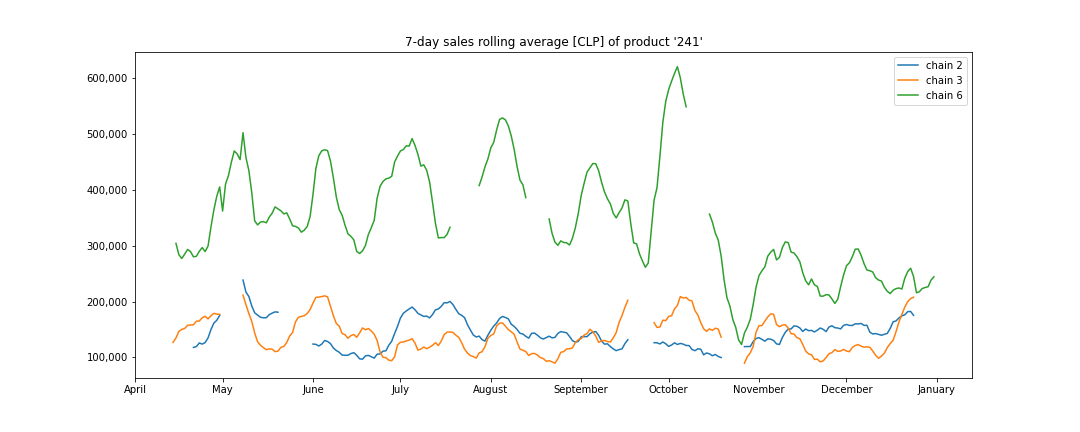 7-day sales rolling average [CLP] of product '241'
chain 2
chain 3
chain 6
600,000
500,000
400,000
300,000
200,000
100,000
April May June July August September October November December January